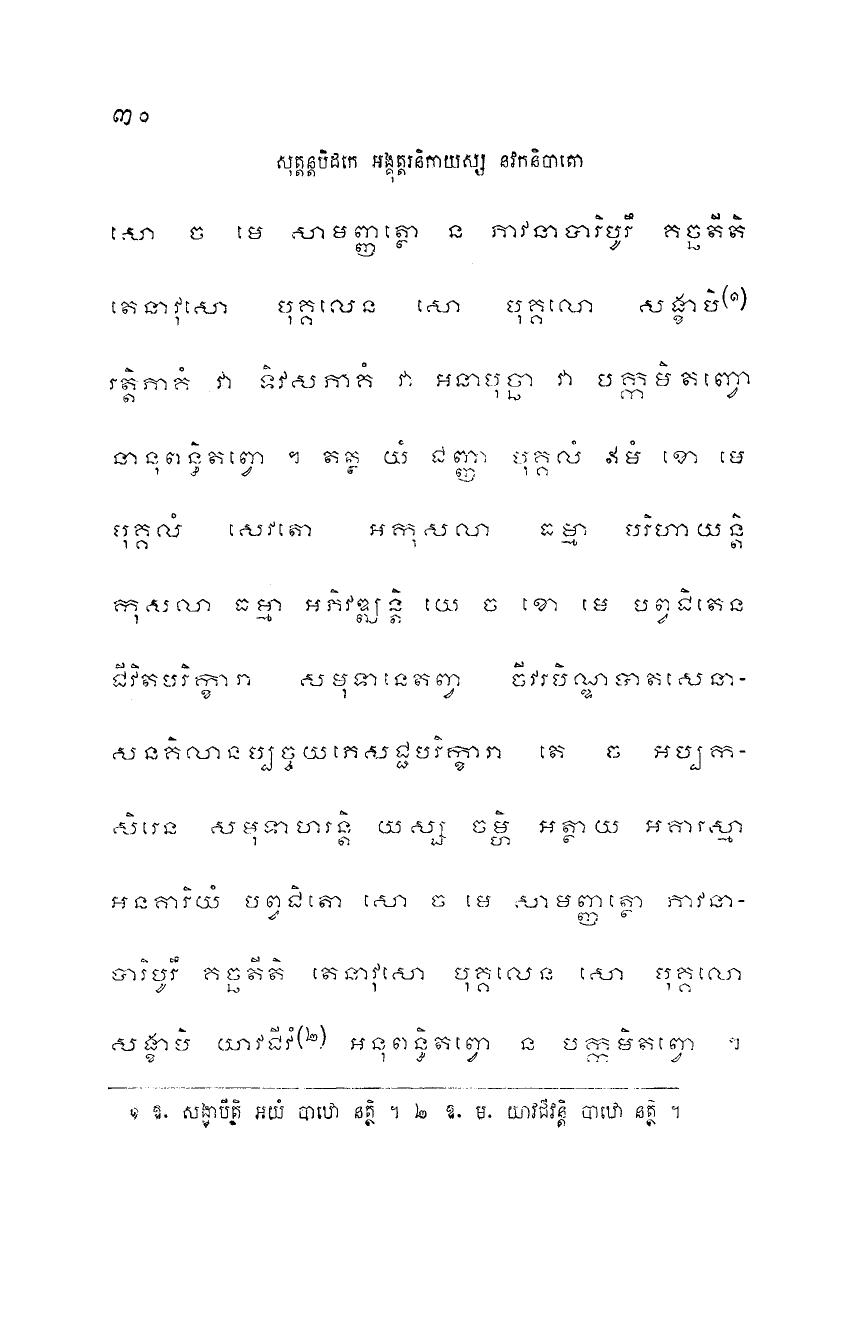 ៣០
សុត្តន្តបិដកេ អង្គុត្តរនិកាយស្ស នវកនិបាតោ
សោ ច មេ សាមញ្ញត្ថោ ន ភាវនាបារិបូរឹ គច្ឆតីតិ
តេនាវុសោ បុគ្គលេន សោ បុគ្គលោ សង្ខាបិ(១)
រត្តិភាគំ វា ទិវសភាគំ វា អនាបុច្ឆា វា បក្កមិតព្វោ
នានុពន្ធិតព្វោ ។ តត្ថ យំ ជញ្ញា បុគ្គលំ ឥមំ ខោ មេ
បុគ្គលំ សេវតោ អកុសលា ធម្មា បរិហាយន្តិ
កុសលា ធម្មា អភិវឌ្ឍន្តិ យេ ច ខោ មេ បព្វជិតេន
ជីវិតបរិក្ខារា សមុទានេតព្វា ចីវរបិណ្ឌបាតសេនា-
សនគិលានប្បច្ចយភេសជ្ជបរិក្ខារា តេ ច អប្បក-
សិរេន សមុទាហរន្តិ យស្ស ចម្ហិ អត្ថាយ អគារស្មា
អនគារិយំ បព្វជិតោ សោ ច មេ សាមញ្ញត្ថោ ភាវនា-
បារិបូរឹ គច្ឆតីតិ តេនាវុសោ បុគ្គលេន សោ បុគ្គលោ
សង្ខាបិ យាវជីវំ(២) អនុពន្ធិតព្វោ ន បក្កមិតព្វោ ។
១ ឱ. សង្ខាបីតិ្ អយំ បាឋោ នត្ថិ ។ ២ ឱ. ម. យាវជីវន្តិ បាឋោ នត្ថិ ។